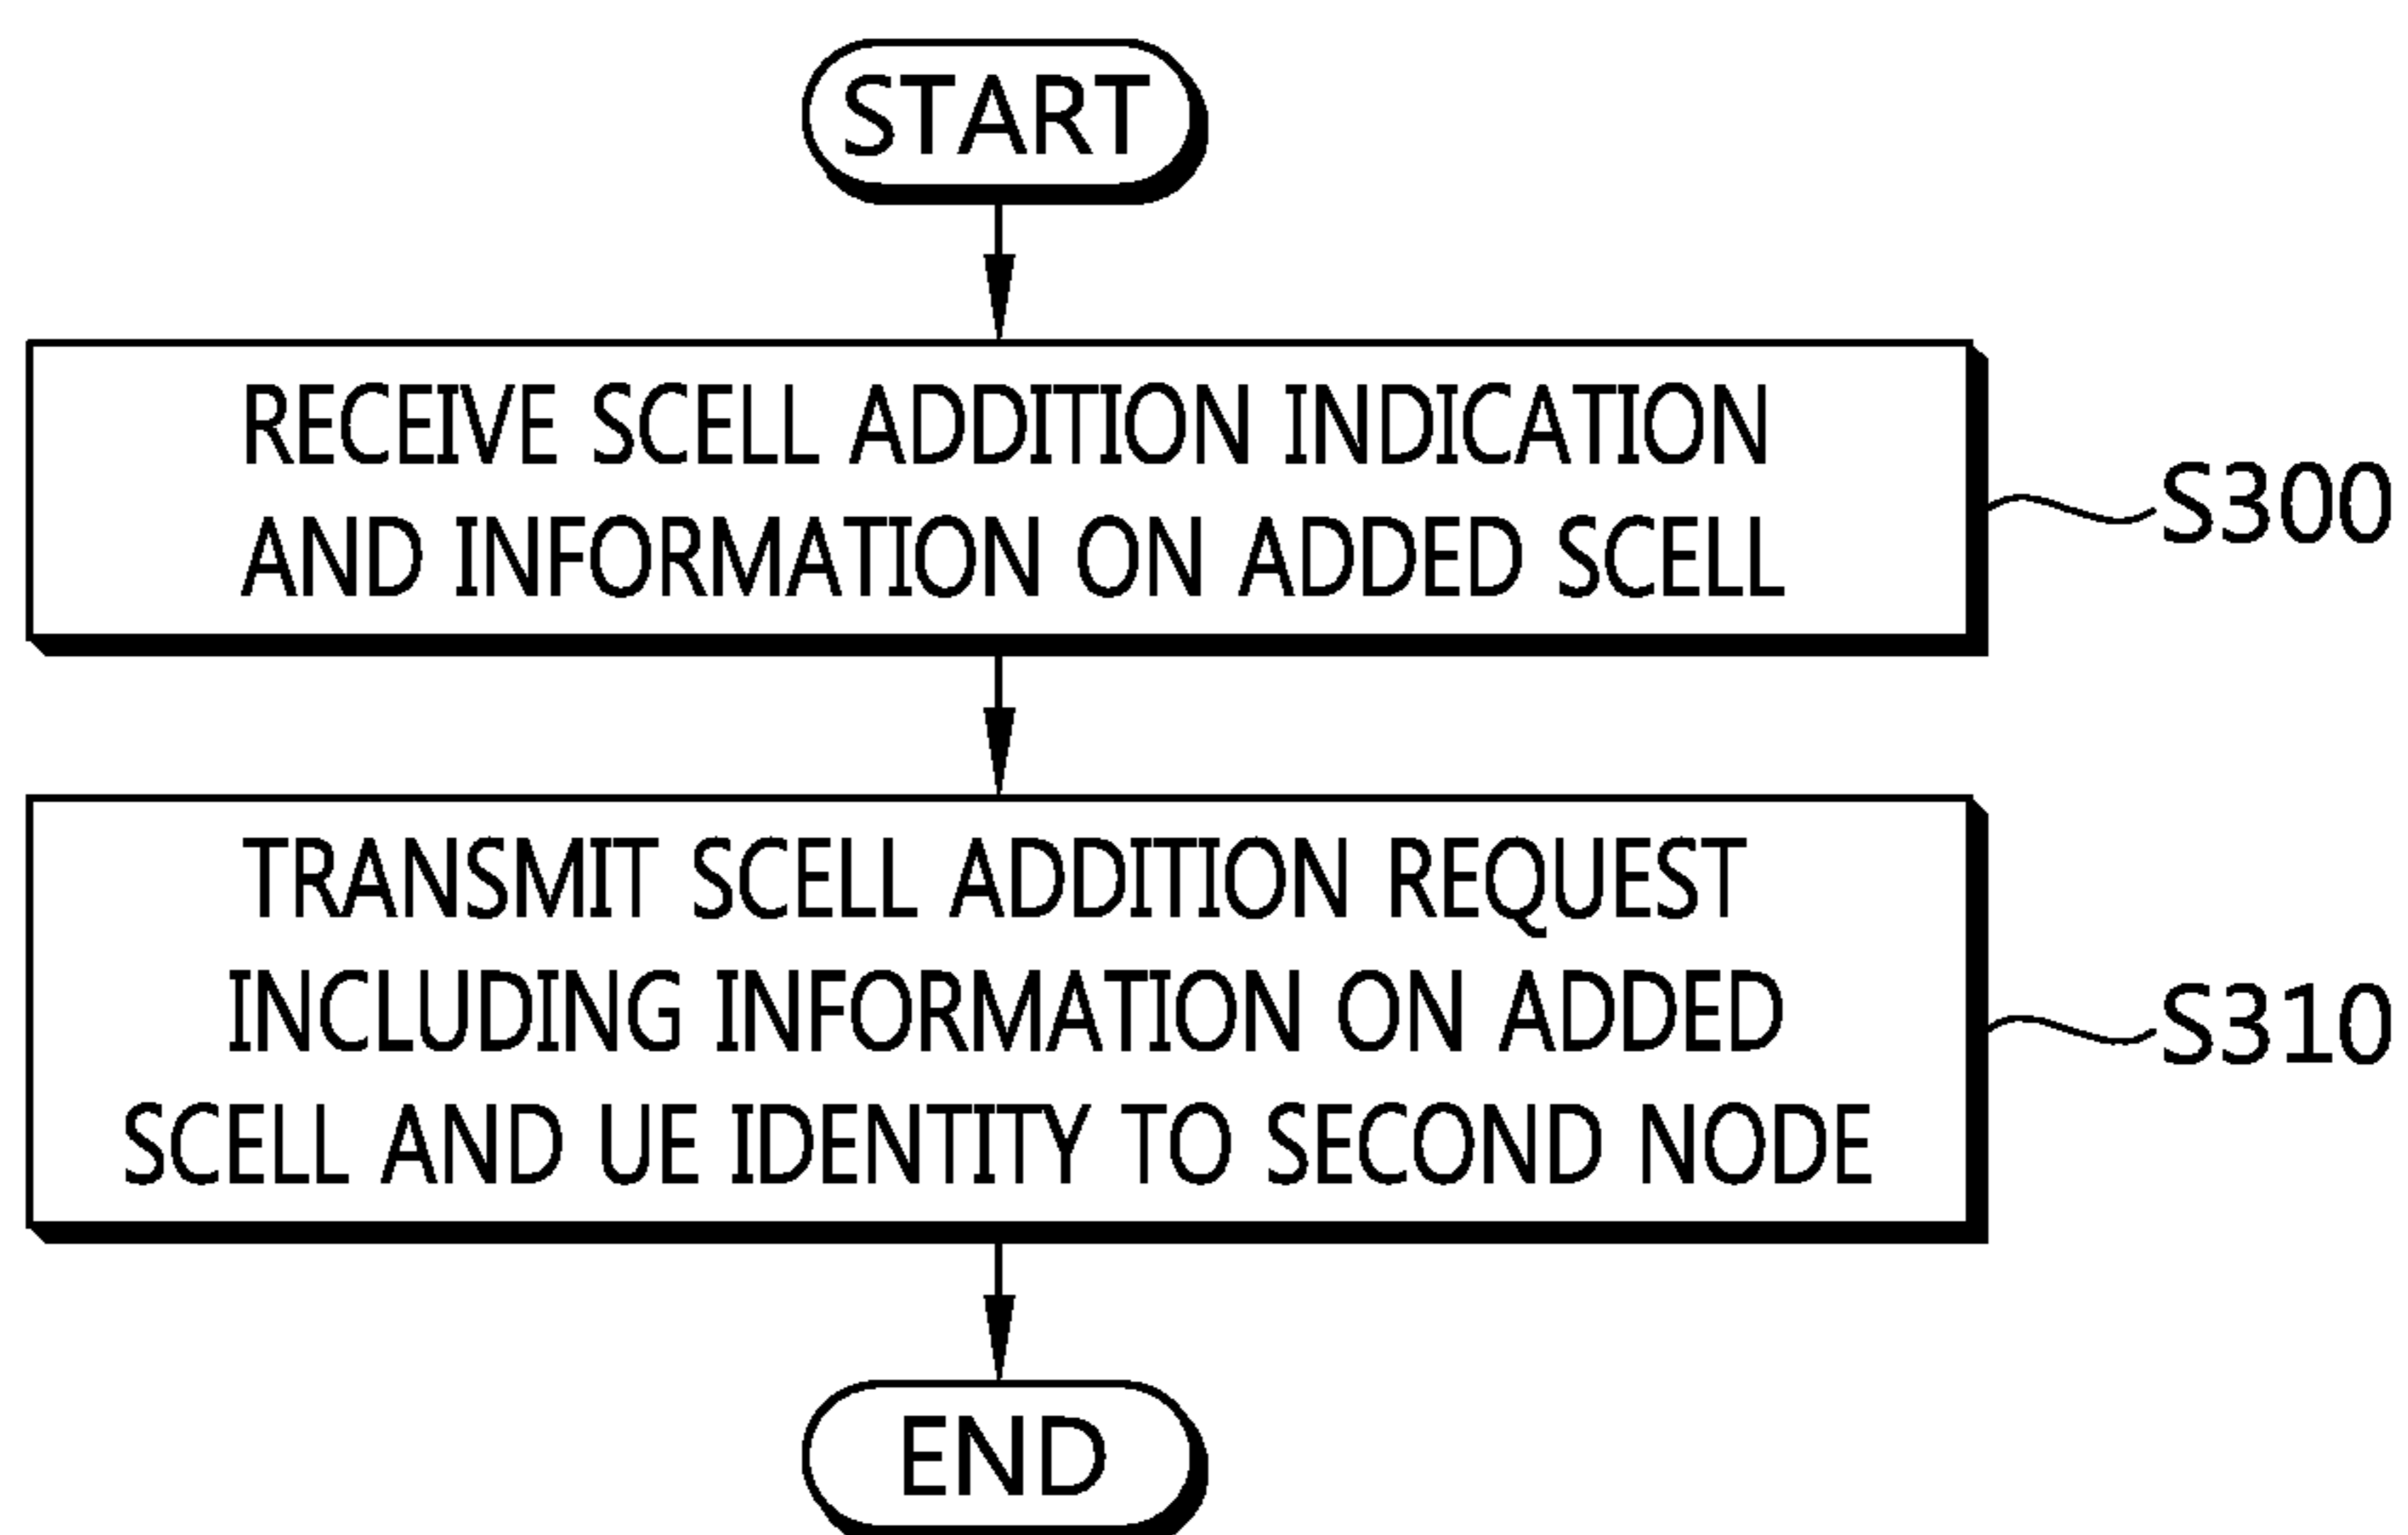 START
RECEIVE SCELL ADDITION INDICATION
AND INFORMATION ON ADDED SCELL
S300
TRANSMIT SCELL ADDITION REQUEST
INCLUDING INFORMATION ON ADDED
SCELL AND UE IDENTITY TO SECOND NODE
S310
END